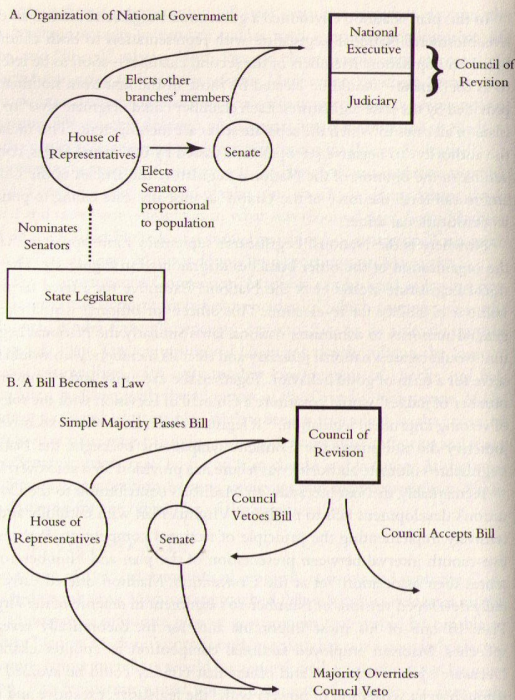 A. Organization of National Government
National
Executive
Judiciary
Council of
Revision
Elects other
branches' members
House of
Representatives
Senate
Elects
Senators
proportional
to population
Nominates
Senators
State Legislature
B. A Bill Becomes a Law
Simple Majority Passes Bill
Council of
Revision
Council
Vetoes Bill
House of
Representatives
Senate
Council Accepts Bill
Majority Overrides
Council Veto